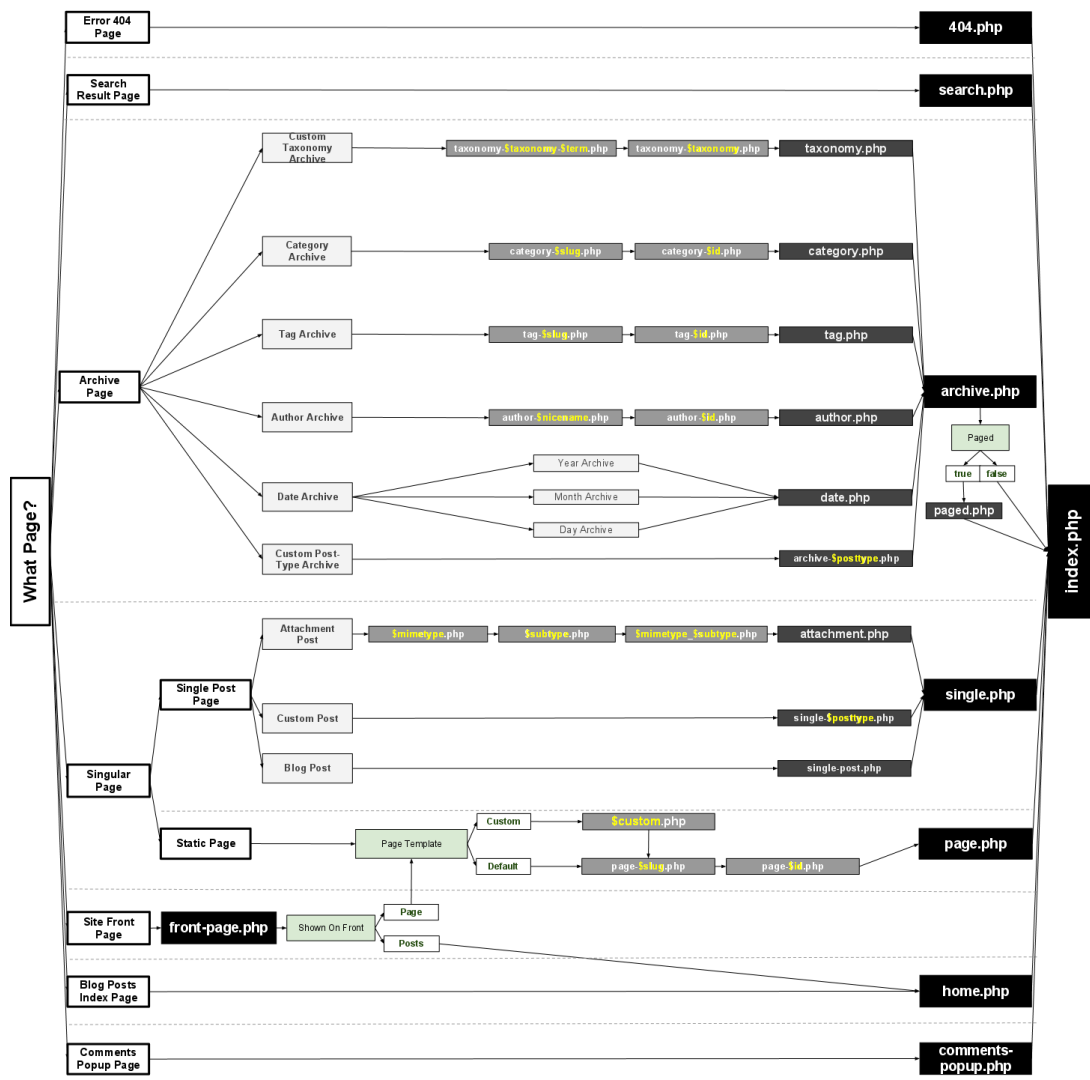 Error 404
Page
404.php
Search
Result Page
search.php
Custom
Taxonomy
Archive
taxonomy-$taxonomy-$term.php
taxonomy-$taxonomy.php
taxonomy.php
Category
Archive
category-$slug.php
category-$id.php
category.php
Tag Archive
tag-$slug.php
tag-$id.php
tag.php
Archive
Page
archive.php
Author Archive
author-$nicename.php
author-$id.php
author.php
Paged
true
false
paged.php
Year Archive
Date Archive
Month Archive
date.php
Day Archive
What Page?
index.php
Custom Post-
Type Archive
archive-$posttype.php
Attachment
Post
$mimetype.php
$subtype.php
$mimetype_$subtype.php
attachment.php
Single Post
Page
single.php
Custom Post
single-$posttype.php
Blog Post
single-post.php
Singular
Page
Static Page
Page Template
Custom
$custom.php
Default
page-$slug.php
page-$id.php
page.php
Site Front
Page
front-page.php
Shown On Front
Page
Posts
Blog Posts
Index Page
home.php
Comments
Popup Page
comments-
popup.php